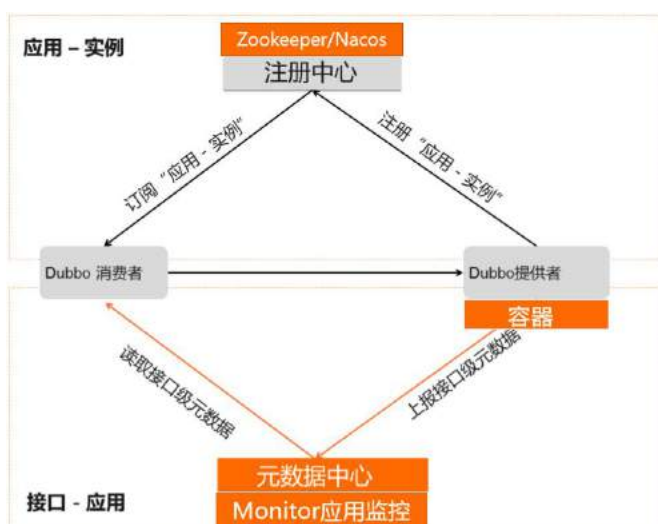 Zookeeper/Nacos
应用 – 实例
注册中心
订阅“应用 - 实例”
注册“应用 - 实例”
Dubbo 消费者
Dubbo提供者
容器
读取接口级元数据
上报接口级元数据
元数据中心
接口 - 应用
Monitor应用监控